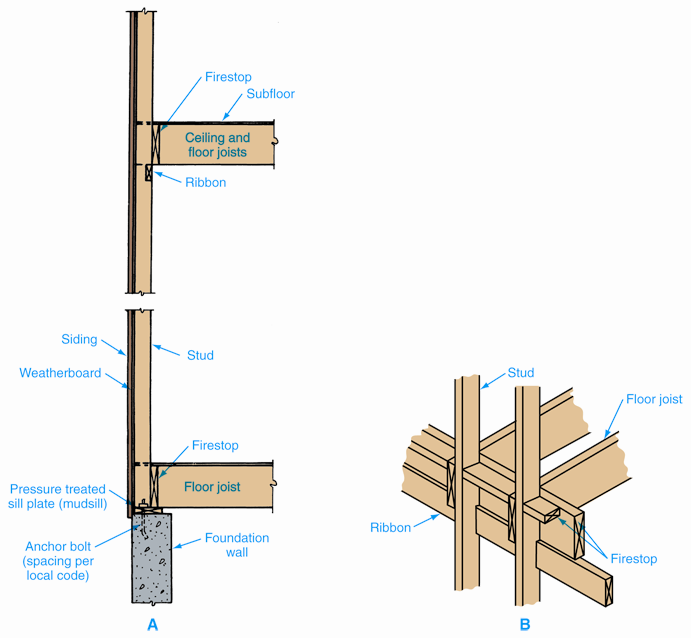 Firestop
Subfloor
Ceiling and
floor joists
Ribbon
Siding
Stud
Weatherboard
Firestop
Pressure treated
sill plate (mudsill)
Floor joist
Anchor bolt
(spacing per
local code)
Foundation
wall
A
Stud
Floor joist
Ribbon
Firestop
B